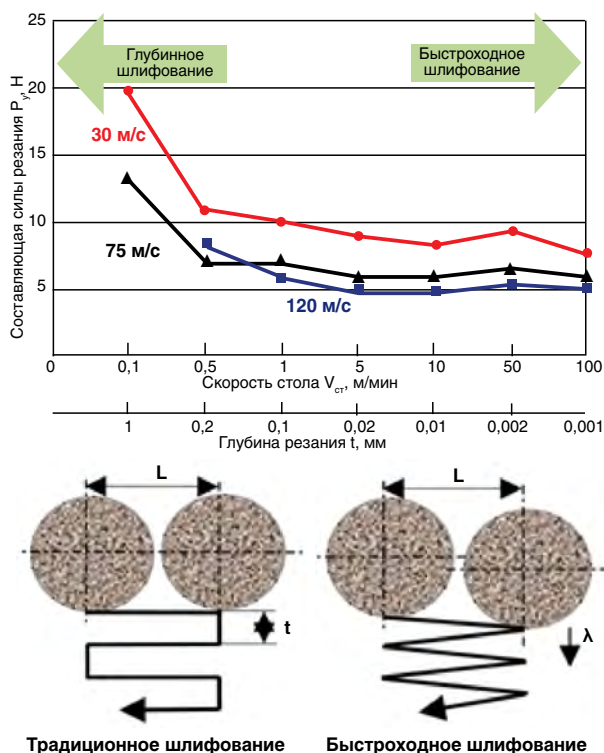 Составляющая силы резания Pу, Н
25
20
15
10
5
0
Глубинное
шлифование
Быстроходное
шлифование
30 м/с
75 м/с
120 м/с
0,1 0,5 1 5 10 50 100
Скорость стола Vст, м/мин
1 0,2 0,1 0,02 0,01 0,002 0,001
Глубина резания t, мм
L
L
t
λ
Традиционное шлифование
Быстроходное шлифование